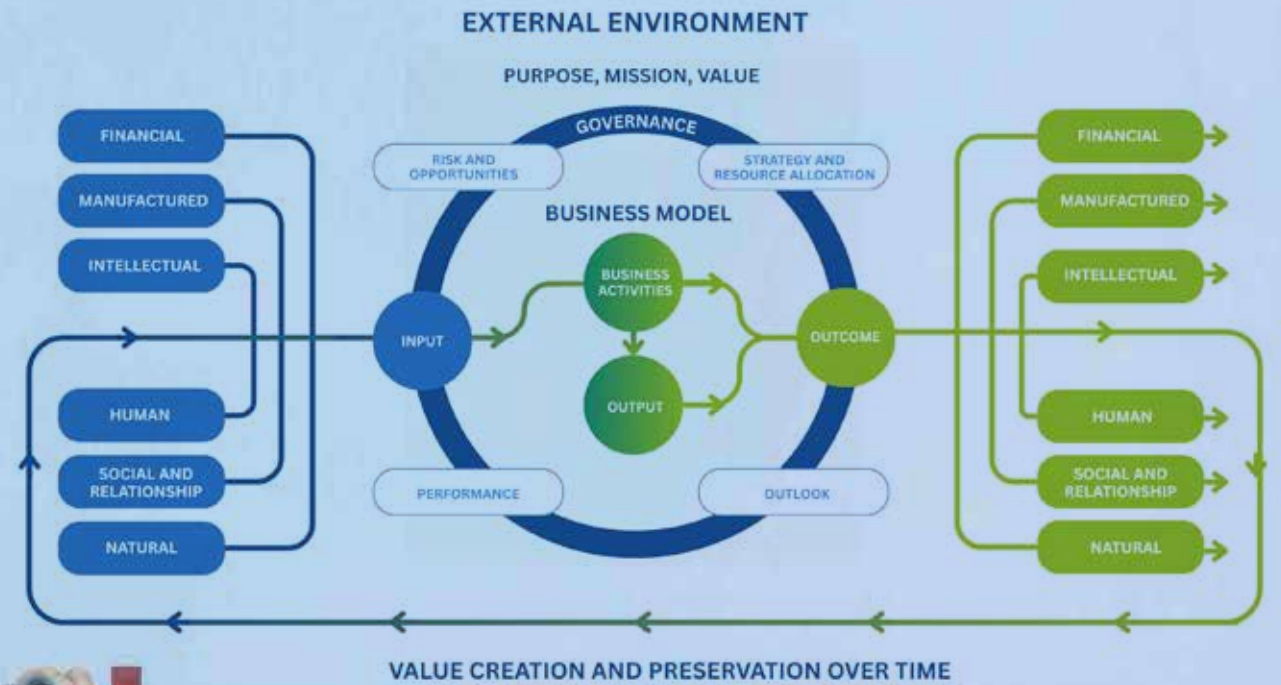 EXTERNAL ENVIRONMENT
PURPOSE, MISSION, VALUE
GOVERNANCE
FINANCIAL
MANUFACTURED
INTELLECTUAL
HUMAN
SOCIAL AND
RELATIONSHIP
NATURAL
RISK AND
OPPORTUNITIES
STRATEGY AND
RESOURCE ALLOCATION
BUSINESS MODEL
INPUT
BUSINESS
ACTIVITIES
OUTPUT
OUTCOME
PERFORMANCE
OUTLOOK
FINANCIAL
MANUFACTURED
INTELLECTUAL
HUMAN
SOCIAL AND
RELATIONSHIP
NATURAL
VALUE CREATION AND PRESERVATION OVER TIME